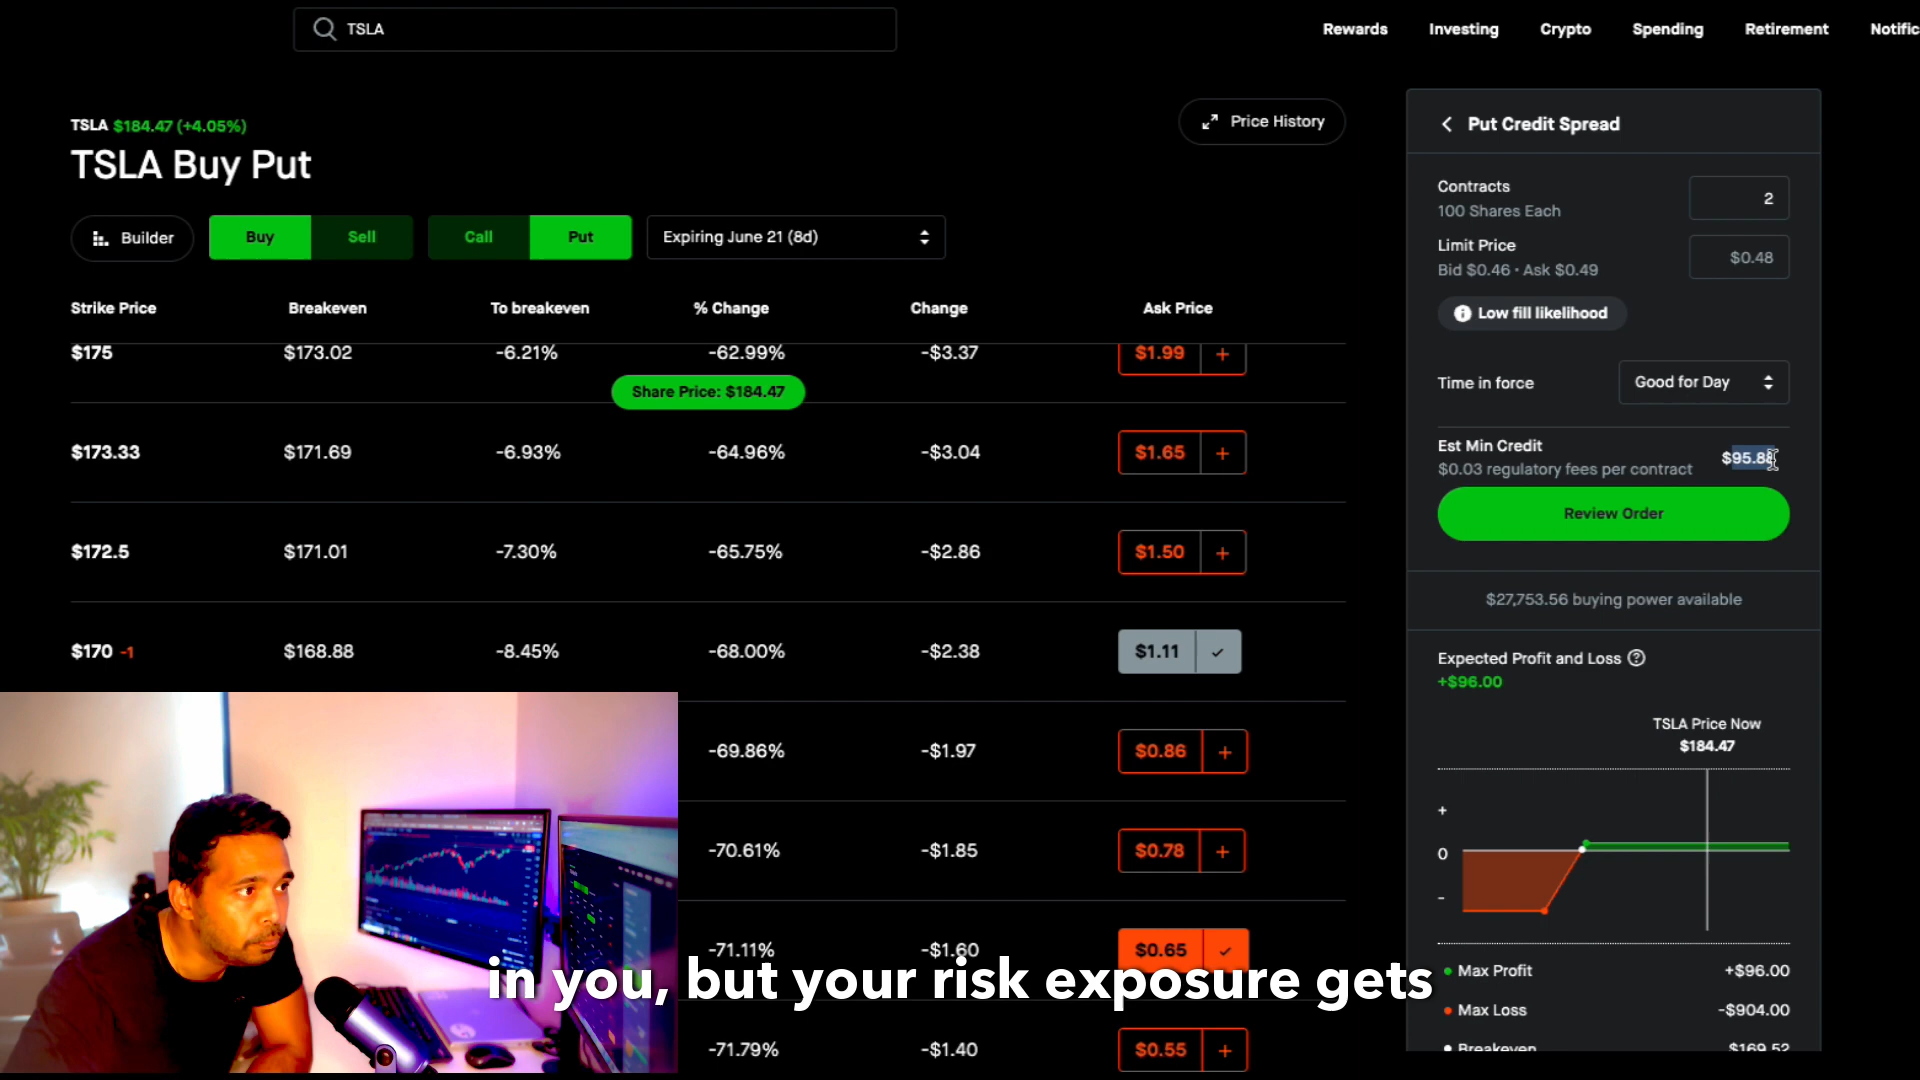 TSLA
Rewards Investing Crypto Spending Retirement Notific
TSLA $184.47 (+4.05%)
TSLA Buy Put
Price History
Builder Buy Sell Call Put Expiring June 21 (8d)
Strike Price Breakeven To breakeven % Change Change Ask Price
$175 $173.02 -6.21% -62.99% -$3.37 $1.99 +
Share Price: $184.47
$173.33 $171.69 -6.93% -64.96% -$3.04 $1.65 +
$172.5 $171.01 -7.30% -65.75% -$2.86 $1.50 +
$170 -1 $168.88 -8.45% -68.00% -$2.38 $1.11
-69.86% -$1.97 $0.86 +
-70.61% -$1.85 $0.78 +
-71.11% -$1.60 $0.65
in you, but your risk exposure gets
-71.79% -$1.40 $0.55 +
Put Credit Spread
Contracts
100 Shares Each
2
Limit Price
Bid $0.46 · Ask $0.49
$0.48
Low fill likelihood
Time in force Good for Day
Est Min Credit
$0.03 regulatory fees per contract
$95.88
Review Order
$27,753.56 buying power available
Expected Profit and Loss
+$96.00
TSLA Price Now
$184.47
+
0
-
Max Profit +$96.00
Max Loss -$904.00
Breakeven $169.52